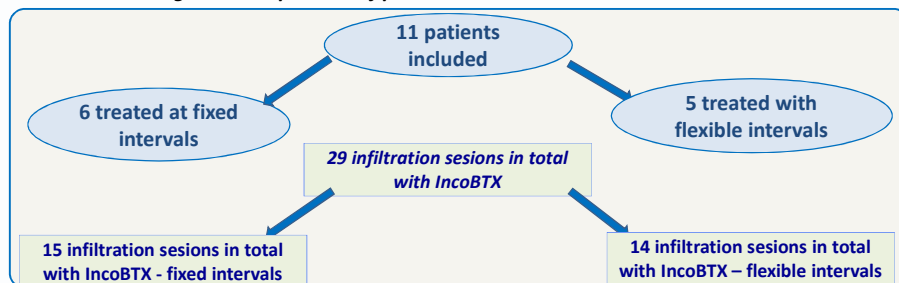 11 patients
included
6 treated at fixed
intervals
5 treated with
flexible intervals
29 infiltration sesions in total
with IncoBTX
15 infiltration sesions in total
with IncoBTX - fixed intervals
14 infiltration sesions in total
with IncoBTX – flexible intervals